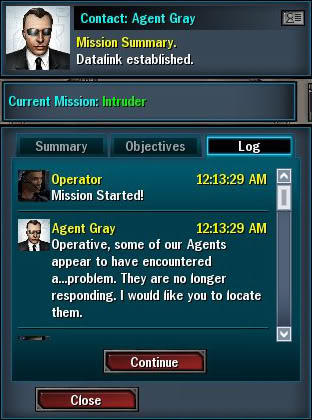 Contact: Agent Gray
Mission Summary.
Datalink established.
Current Mission: Intruder
Summary
Objectives
Log
Operator 12:13:29 AM
Mission Started!
Agent Gray 12:13:29 AM
Operative, some of our Agents
appear to have encountered
a...problem. They are no longer
responding. I would like you to locate
them.
Continue
Close